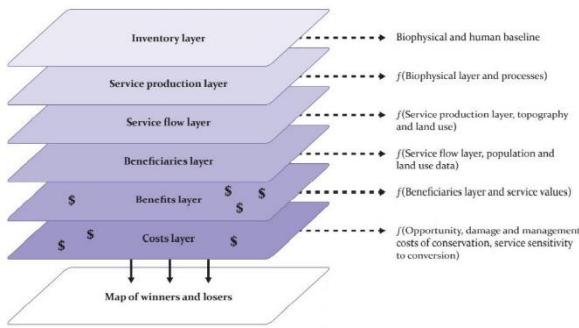 Inventory layer
Biophysical and human baseline
Service production layer
f(Biophysical layer and processes)
Service flow layer
f(Service production layer, topography
and land use)
Beneficiaries layer
f(Service flow layer, population and
land use data)
$ Benefits layer $ $ $
f(Beneficiaries layer and service values)
$ $ Costs layer $
f(Opportunity, damage and management
costs of conservation, service sensitivity
to conversion)
Map of winners and losers